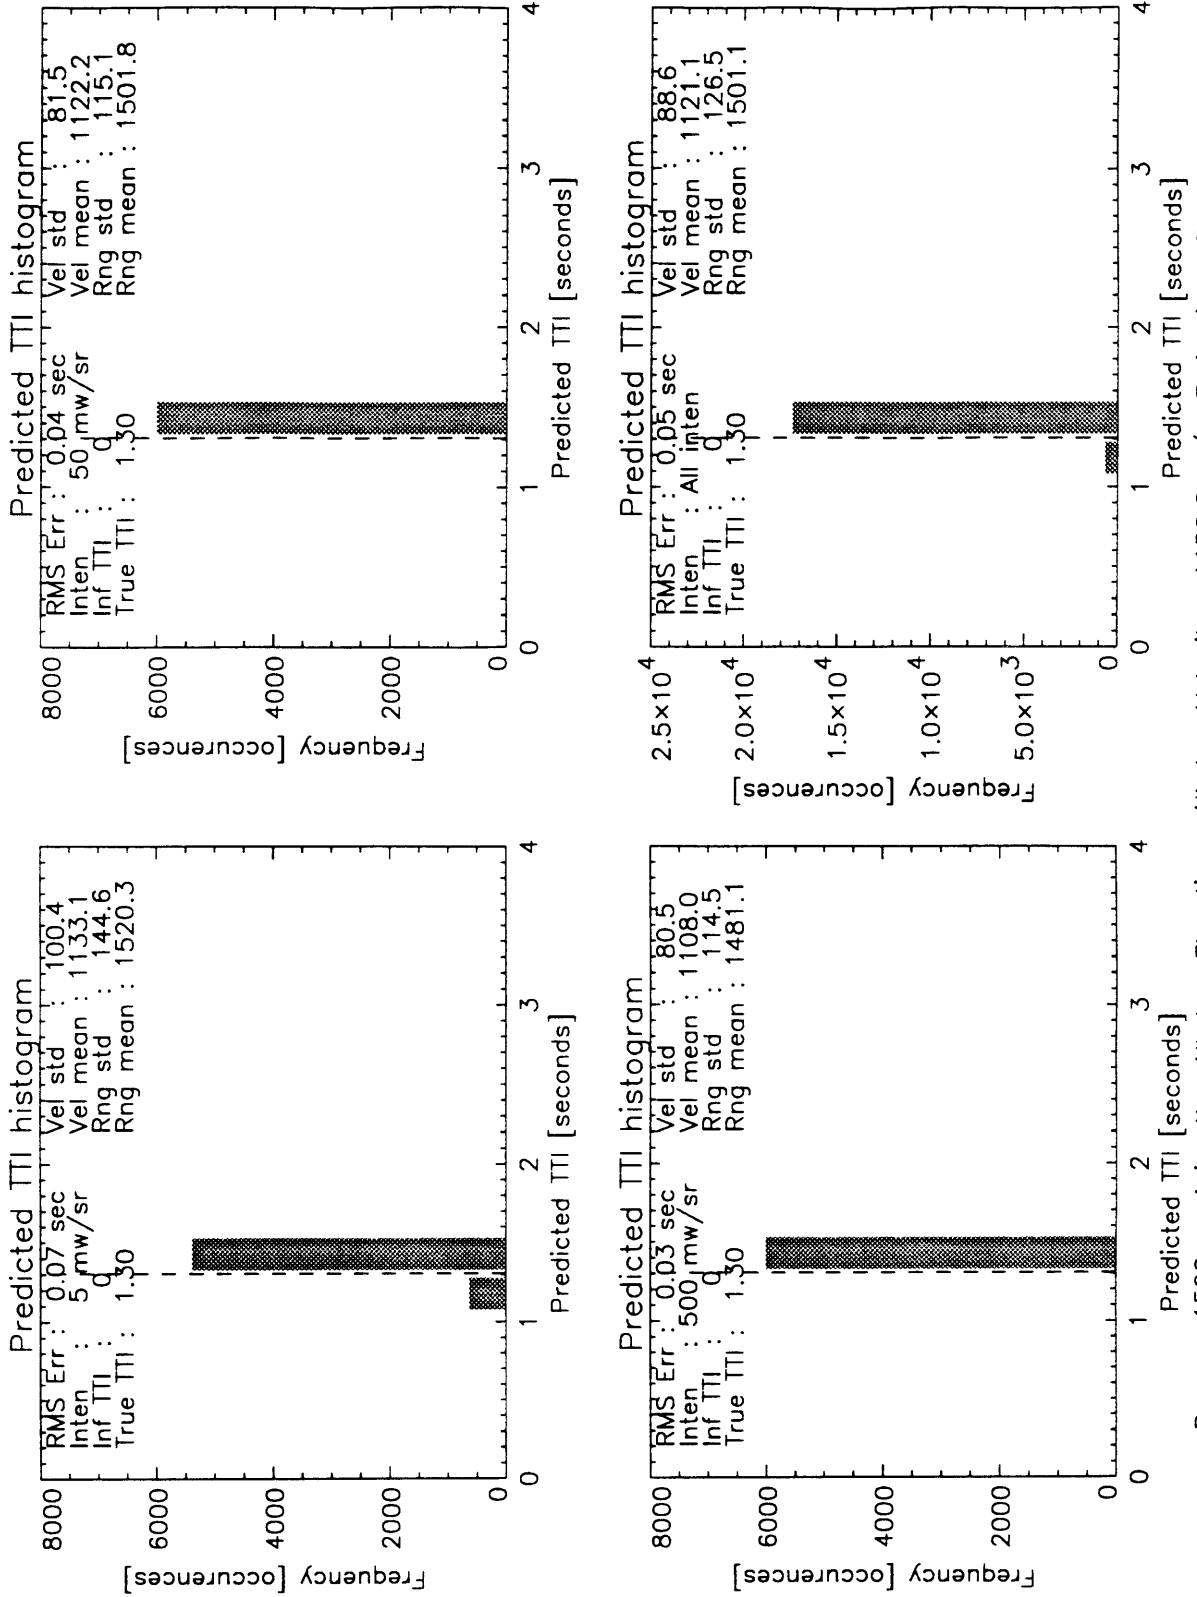 Predicted TTI histogram
RMS Err : 0.07 sec
Inten : 5 mw/sr
Inf TTI : 0
True TTI : 1.30
Vel std : 100.4
Vel mean : 1133.1
Rng std : 144.6
Rng mean : 1520.3
8000
6000
4000
2000
0
Frequency [occurences]
0 1 2 3 4
Predicted TTI [seconds]
Predicted TTI histogram
RMS Err : 0.04 sec
Inten : 50 mw/sr
Inf TTI : 0
True TTI : 1.30
Vel std : 81.5
Vel mean : 1122.2
Rng std : 115.1
Rng mean : 1501.8
8000
6000
4000
2000
0
Frequency [occurences]
0 1 2 3 4
Predicted TTI [seconds]
Predicted TTI histogram
RMS Err : 0.03 sec
Inten : 500 mw/sr
Inf TTI : 0
True TTI : 1.30
Vel std : 80.5
Vel mean : 1108.0
Rng std : 114.5
Rng mean : 1481.1
8000
6000
4000
2000
0
Frequency [occurences]
0 1 2 3 4
Predicted TTI [seconds]
Predicted TTI histogram
RMS Err : 0.05 sec
Inten : All inten
Inf TTI : 0
True TTI : 1.30
Vel std : 88.6
Vel mean : 1121.1
Rng std : 126.5
Rng mean : 1501.1
2.5×10⁴
2.0×10⁴
1.5×10⁴
1.0×10⁴
5.0×10³
0
Frequency [occurences]
0 1 2 3 4
Predicted TTI [seconds]